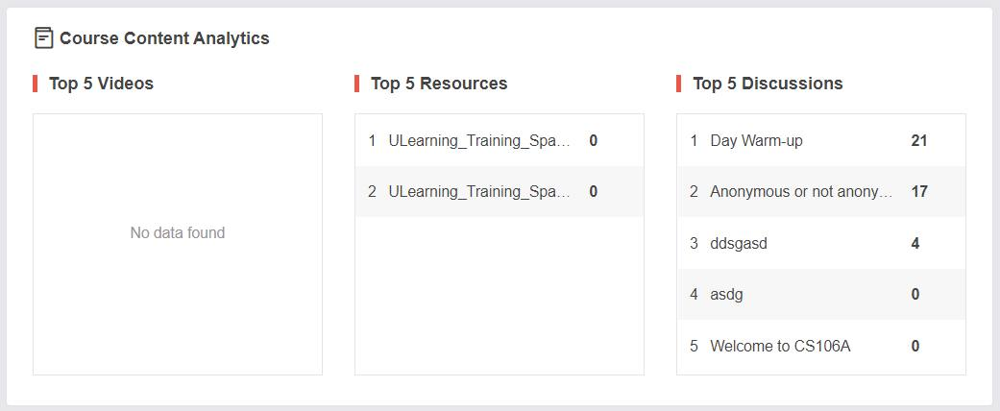 Course Content Analytics
Top 5 Videos
No data found
Top 5 Resources
1 ULearning_Training_Spa... 0
2 ULearning_Training_Spa... 0
Top 5 Discussions
1 Day Warm-up 21
2 Anonymous or not anony... 17
3 ddsgasd 4
4 asdg 0
5 Welcome to CS106A 0